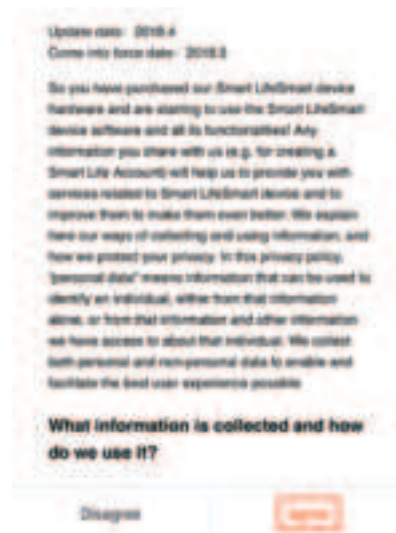 Update date: 2018.4
Come into force date: 2018.5
So you have purchased our Smart LifeSmart device
hardware and are starting to use the Smart LifeSmart
device software and all its functionalities! Any
information you share with us (e.g. for creating a
Smart Life Account) will help us to provide you with
services related to Smart LifeSmart device and to
improve them to make them even better. We explain
here our ways of collecting and using information, and
how we protect your privacy. In this privacy policy,
"personal data" means information that can be used to
identify an individual, either from that information
alone, or from that information and other information
we have access to about that individual. We collect
both personal and non-personal data to enable and
facilitate the best user experience possible
What information is collected and how
do we use it?
Disagree